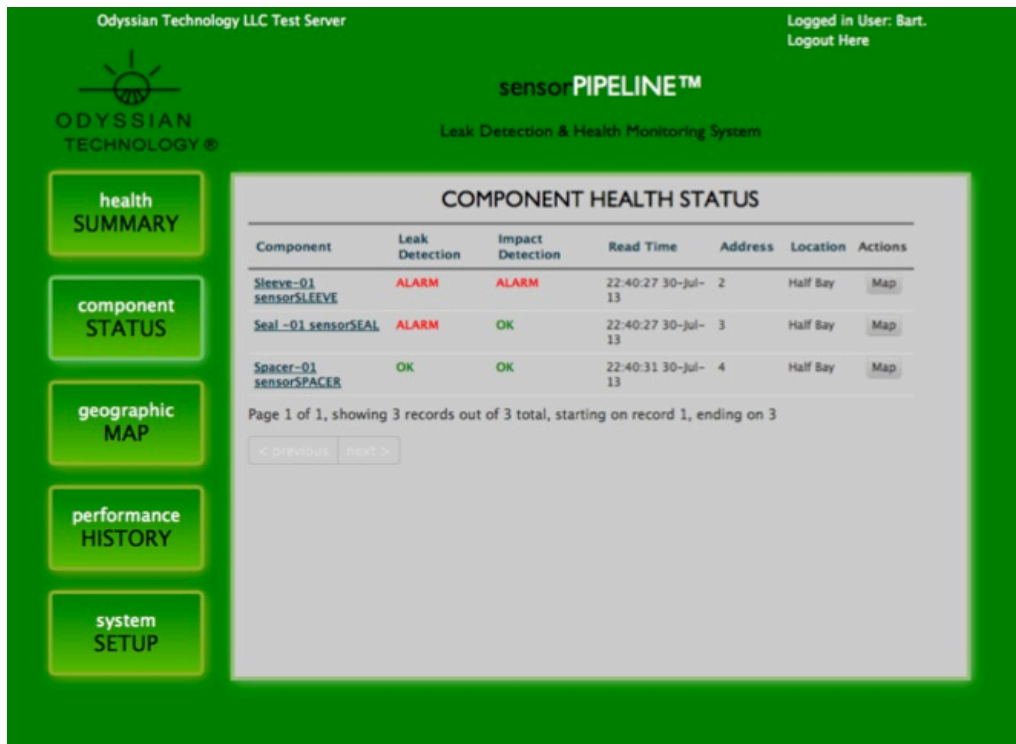 Odyssian Technology LLC Test Server
Logged in User: Bart.
Logout Here
ODYSSIAN
TECHNOLOGY ®
sensorPIPELINE™
Leak Detection & Health Monitoring System
health
SUMMARY
component
STATUS
geographic
MAP
performance
HISTORY
system
SETUP
COMPONENT HEALTH STATUS
Component Leak Detection Impact Detection Read Time Address Location Actions
Sleeve-01 sensorSLEEVE ALARM ALARM 22:40:27 30-Jul-13 2 Half Bay Map
Seal -01 sensorSEAL ALARM OK 22:40:27 30-Jul-13 3 Half Bay Map
Spacer-01 sensorSPACER OK OK 22:40:31 30-Jul-13 4 Half Bay Map
Page 1 of 1, showing 3 records out of 3 total, starting on record 1, ending on 3
< previous next >